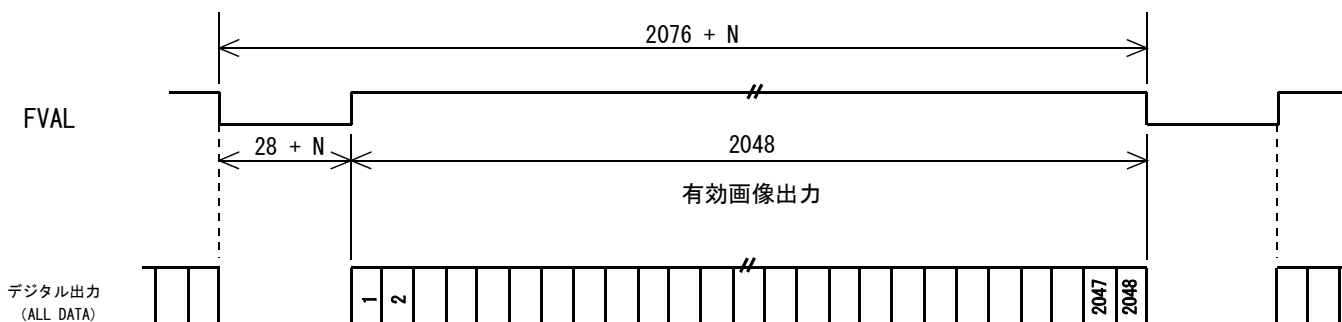 2076 + N
FVAL
28 + N
2048
有効画像出力
デジタル出力
(ALL DATA)
1
2
2047
2048